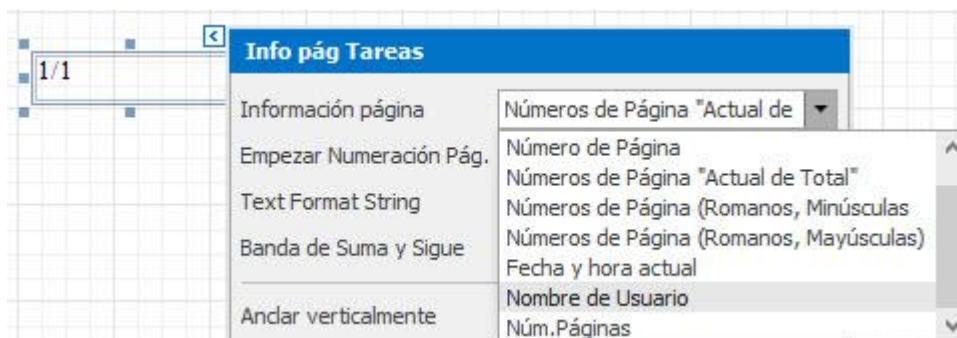 1/1
Info pág Tareas
Información página
Números de Página "Actual de
Número de Página
Empezar Numeración Pág.
Números de Página "Actual de Total"
Text Format String
Números de Página (Romanos, Minúsculas
Números de Página (Romanos, Mayúsculas)
Banda de Suma y Sigue
Fecha y hora actual
Nombre de Usuario
Anclar verticalmente
Núm.Páginas